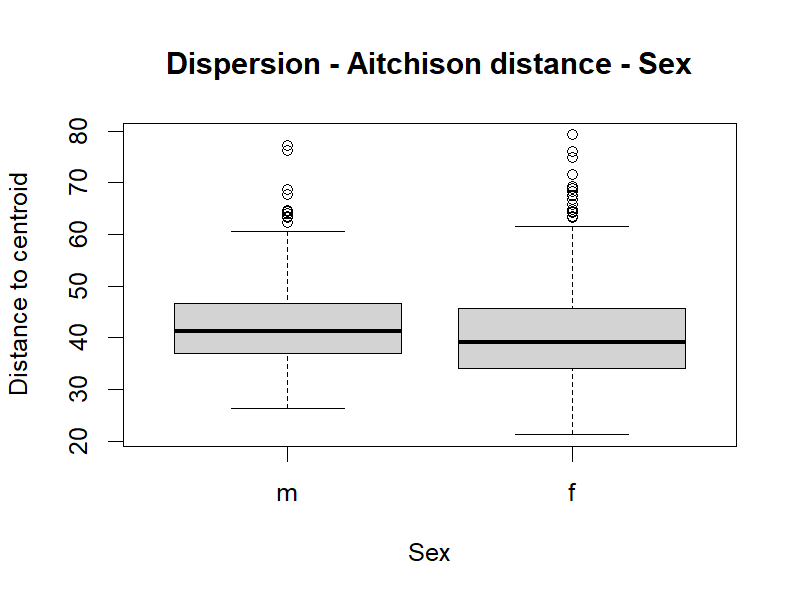 Dispersion - Aitchison distance - Sex
Distance to centroid
80
70
60
50
40
30
20
m f
Sex